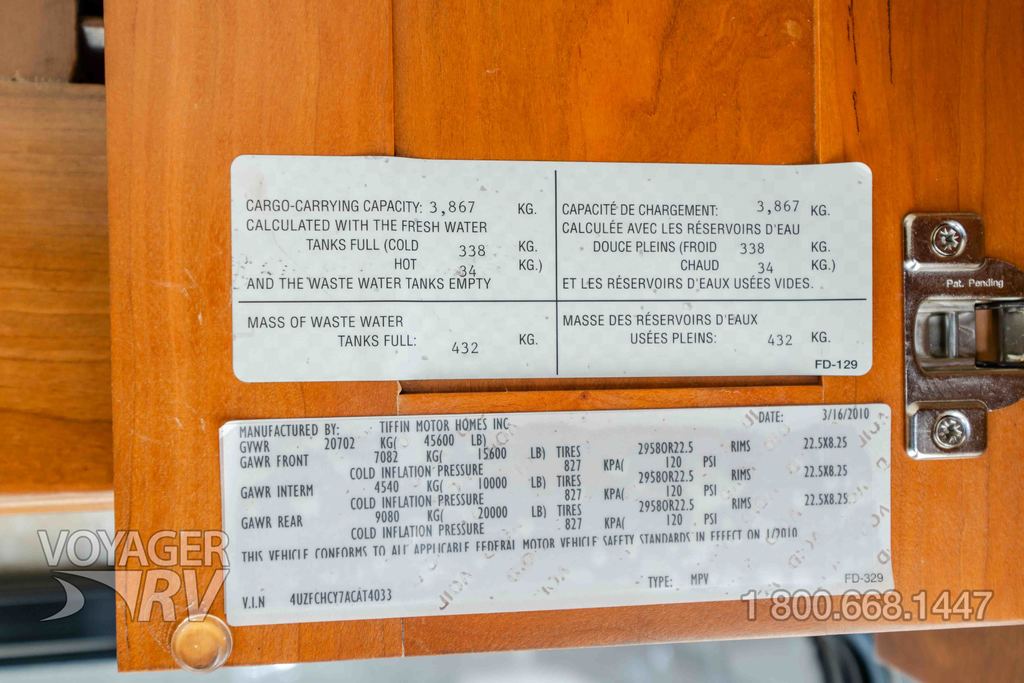 CARGO-CARRYING CAPACITY: 3,867 KG.
CALCULATED WITH THE FRESH WATER
TANKS FULL (COLD 338 KG.
HOT 34 KG.)
AND THE WASTE WATER TANKS EMPTY
MASS OF WASTE WATER
TANKS FULL: 432 KG.
CAPACITÉ DE CHARGEMENT: 3,867 KG.
CALCULÉE AVEC LES RÉSERVOIRS D'EAU
DOUCE PLEINS (FROID 338 KG.
CHAUD 34 KG.)
ET LES RÉSERVOIRS D'EAUX USÉES VIDES.
MASSE DES RÉSERVOIRS D'EAUX
USÉES PLEINS: 432 KG.
FD-129
Pat. Pending
MANUFACTURED BY: TIFFIN MOTOR HOMES INC DATE: 3/16/2010
GVWR 20702 KG( 45600 LB)
GAWR FRONT 7082 KG( 15600 LB) TIRES 29580R22.5 RIMS 22.5X8.25
COLD INFLATION PRESSURE 827 KPA( 120 PSI
GAWR INTERM 4540 KG( 10000 LB) TIRES 29580R22.5 RIMS 22.5X8.25
COLD INFLATION PRESSURE 827 KPA( 120 PSI
GAWR REAR 9080 KG( 20000 LB) TIRES 29580R22.5 RIMS 22.5X8.25
COLD INFLATION PRESSURE 827 KPA( 120 PSI
THIS VEHICLE CONFORMS TO ALL APPLICABLE FEDERAL MOTOR VEHICLE SAFETY STANDARDS IN EFFECT ON 1/2010
V.I.N 4UZFCHCY7ACAT4033 TYPE: MPV FD-329
VOYAGER
RV
1 800.668.1447